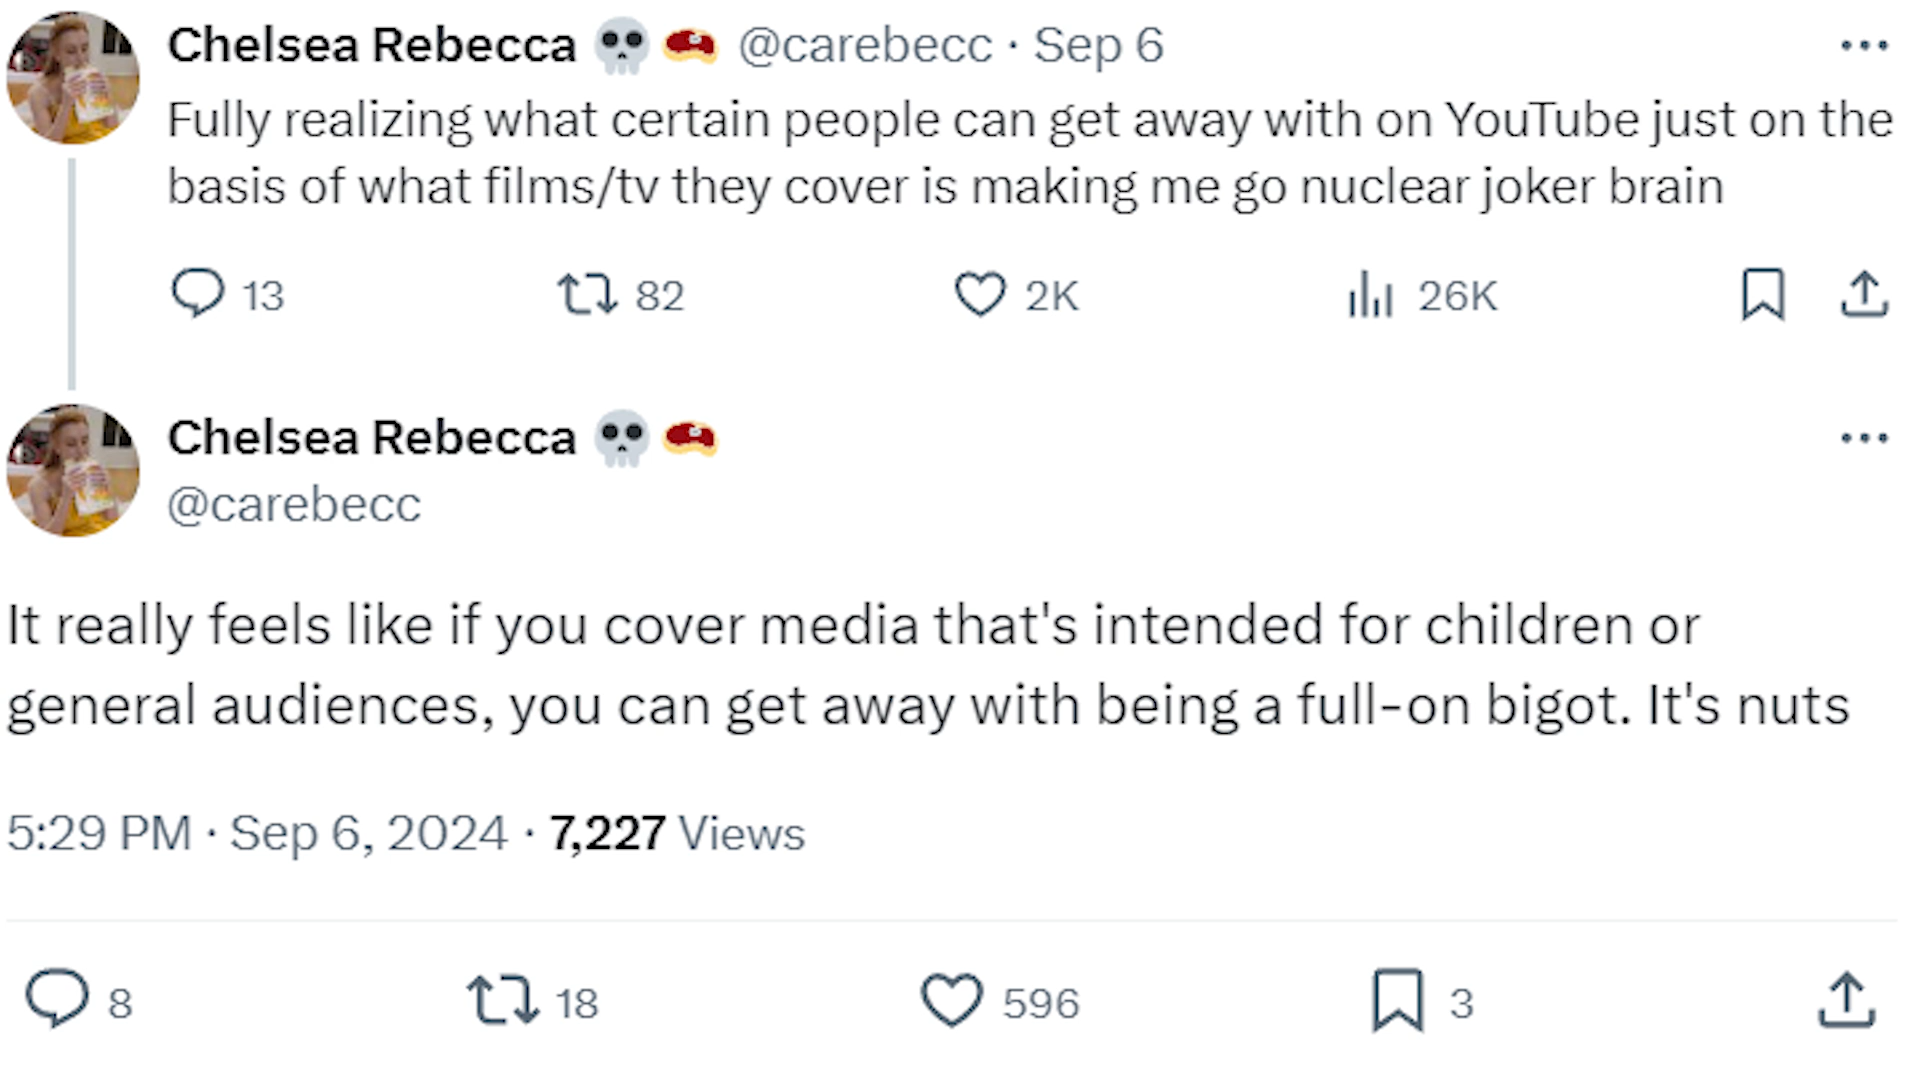 Chelsea Rebecca 💀🥩 @carebecc · Sep 6
Fully realizing what certain people can get away with on YouTube just on the
basis of what films/tv they cover is making me go nuclear joker brain
13 82 2K 26K
Chelsea Rebecca 💀🥩
@carebecc
It really feels like if you cover media that's intended for children or
general audiences, you can get away with being a full-on bigot. It's nuts
5:29 PM · Sep 6, 2024 · 7,227 Views
8 18 596 3